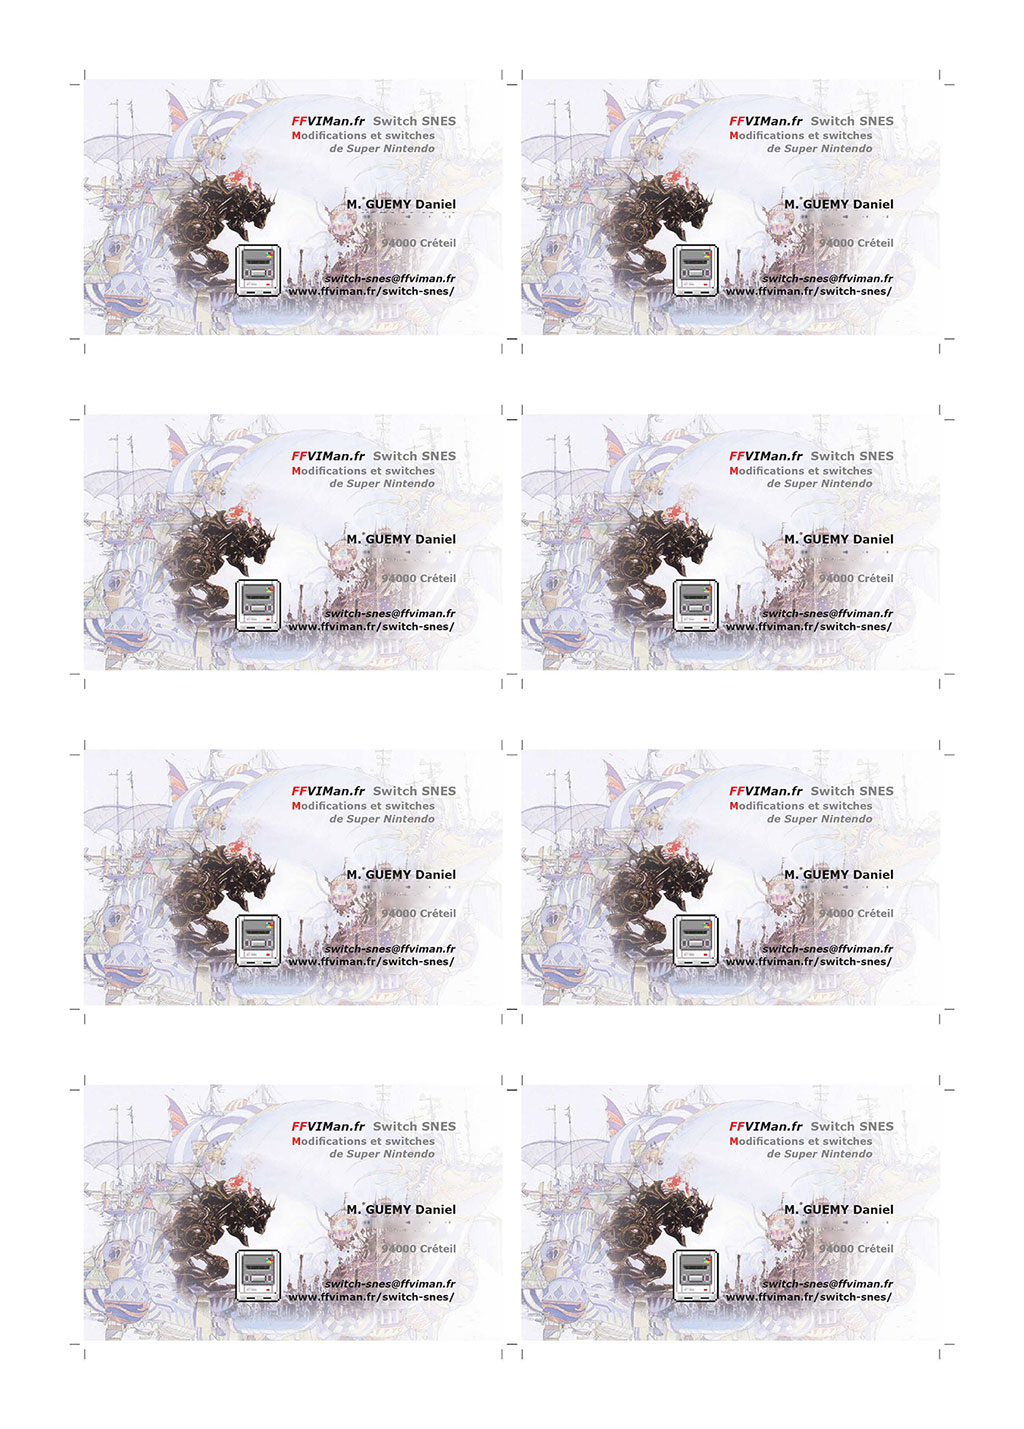 FFVIMan.fr Switch SNES
Modifications et switches
de Super Nintendo
M. GUEMY Daniel
94000 Créteil
switch-snes@ffviman.fr
www.ffviman.fr/switch-snes/
FFVIMan.fr Switch SNES
Modifications et switches
de Super Nintendo
M. GUEMY Daniel
94000 Créteil
switch-snes@ffviman.fr
www.ffviman.fr/switch-snes/
FFVIMan.fr Switch SNES
Modifications et switches
de Super Nintendo
M. GUEMY Daniel
94000 Créteil
switch-snes@ffviman.fr
www.ffviman.fr/switch-snes/
FFVIMan.fr Switch SNES
Modifications et switches
de Super Nintendo
M. GUEMY Daniel
94000 Créteil
switch-snes@ffviman.fr
www.ffviman.fr/switch-snes/
FFVIMan.fr Switch SNES
Modifications et switches
de Super Nintendo
M. GUEMY Daniel
94000 Créteil
switch-snes@ffviman.fr
www.ffviman.fr/switch-snes/
FFVIMan.fr Switch SNES
Modifications et switches
de Super Nintendo
M. GUEMY Daniel
94000 Créteil
switch-snes@ffviman.fr
www.ffviman.fr/switch-snes/
FFVIMan.fr Switch SNES
Modifications et switches
de Super Nintendo
M. GUEMY Daniel
94000 Créteil
switch-snes@ffviman.fr
www.ffviman.fr/switch-snes/
FFVIMan.fr Switch SNES
Modifications et switches
de Super Nintendo
M. GUEMY Daniel
94000 Créteil
switch-snes@ffviman.fr
www.ffviman.fr/switch-snes/